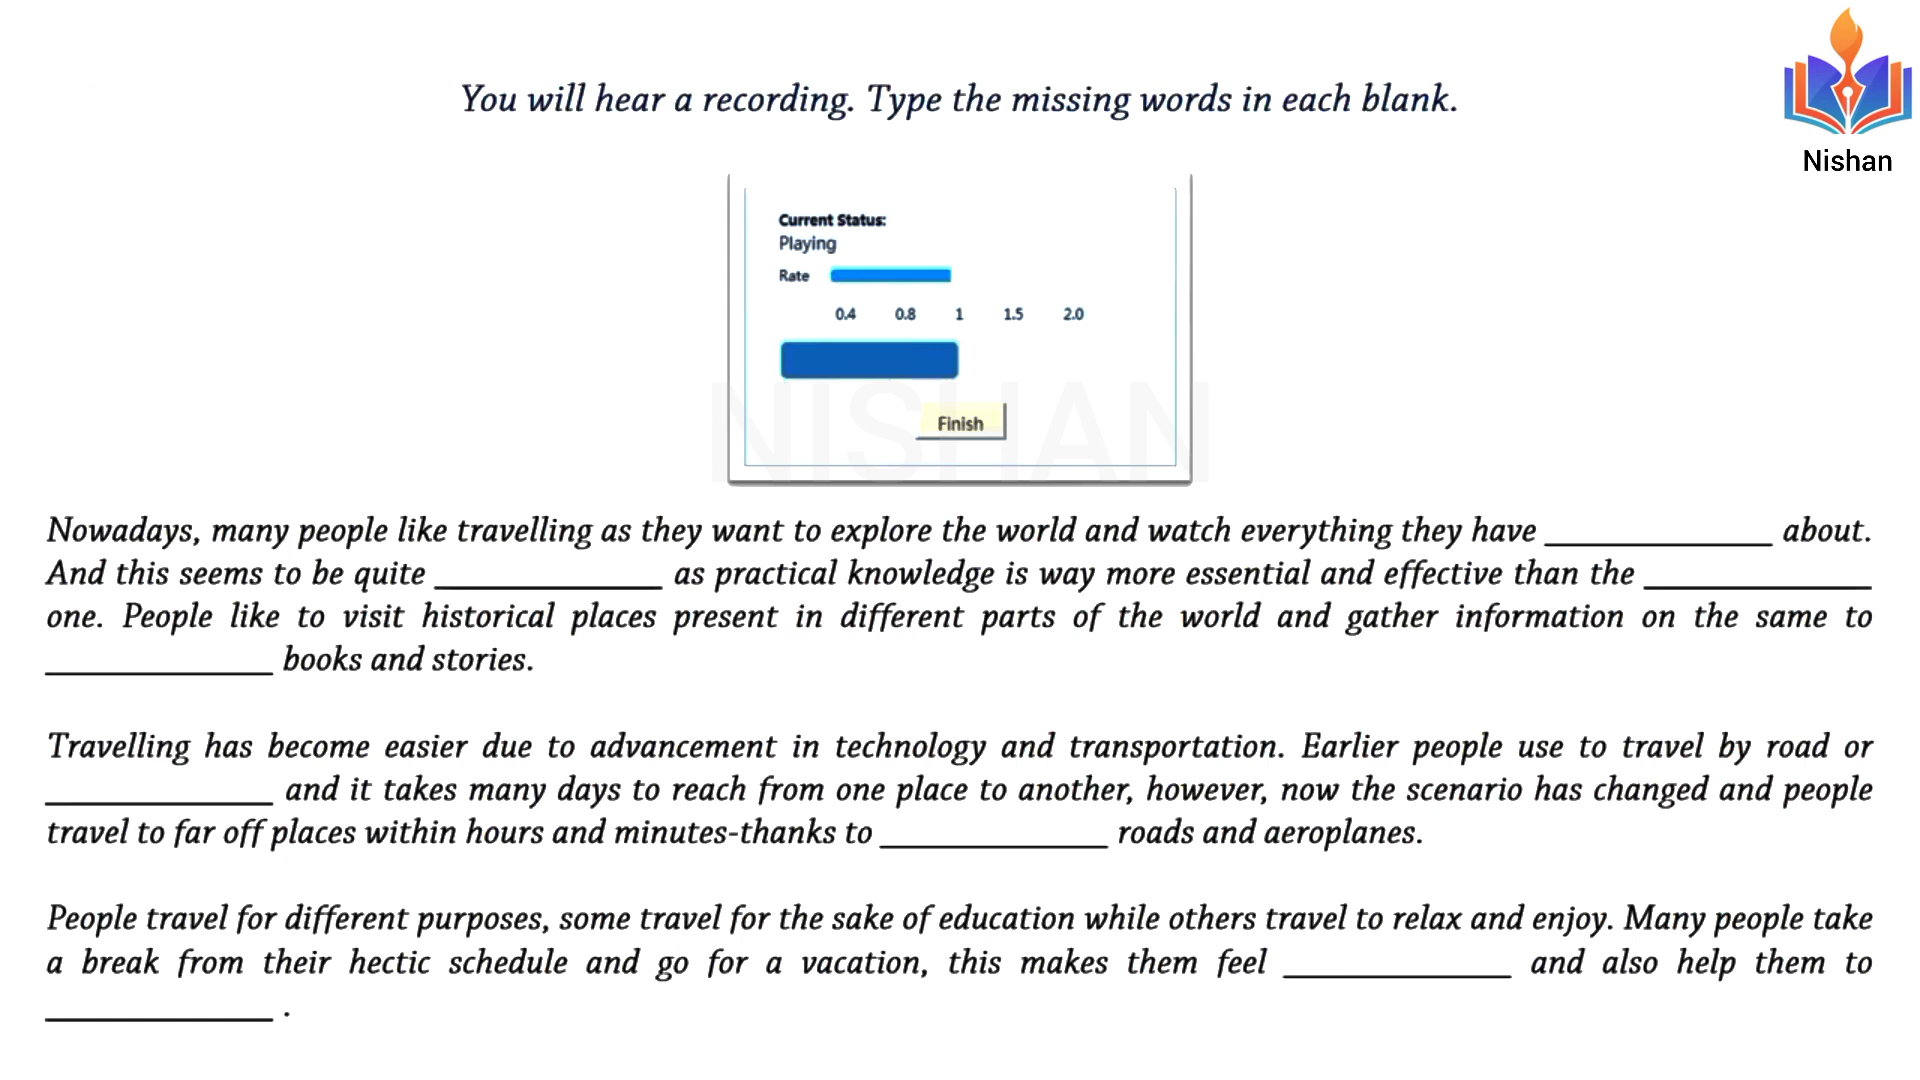 You will hear a recording. Type the missing words in each blank.
Nishan
Current Status:
Playing
Rate
0.4 0.8 1 1.5 2.0
Finish
NISHAN
Nowadays, many people like travelling as they want to explore the world and watch everything they have ____________ about.
And this seems to be quite ____________ as practical knowledge is way more essential and effective than the ____________
one. People like to visit historical places present in different parts of the world and gather information on the same to
____________ books and stories.
Travelling has become easier due to advancement in technology and transportation. Earlier people use to travel by road or
____________ and it takes many days to reach from one place to another, however, now the scenario has changed and people
travel to far off places within hours and minutes-thanks to ____________ roads and aeroplanes.
People travel for different purposes, some travel for the sake of education while others travel to relax and enjoy. Many people take
a break from their hectic schedule and go for a vacation, this makes them feel ____________ and also help them to
____________ .